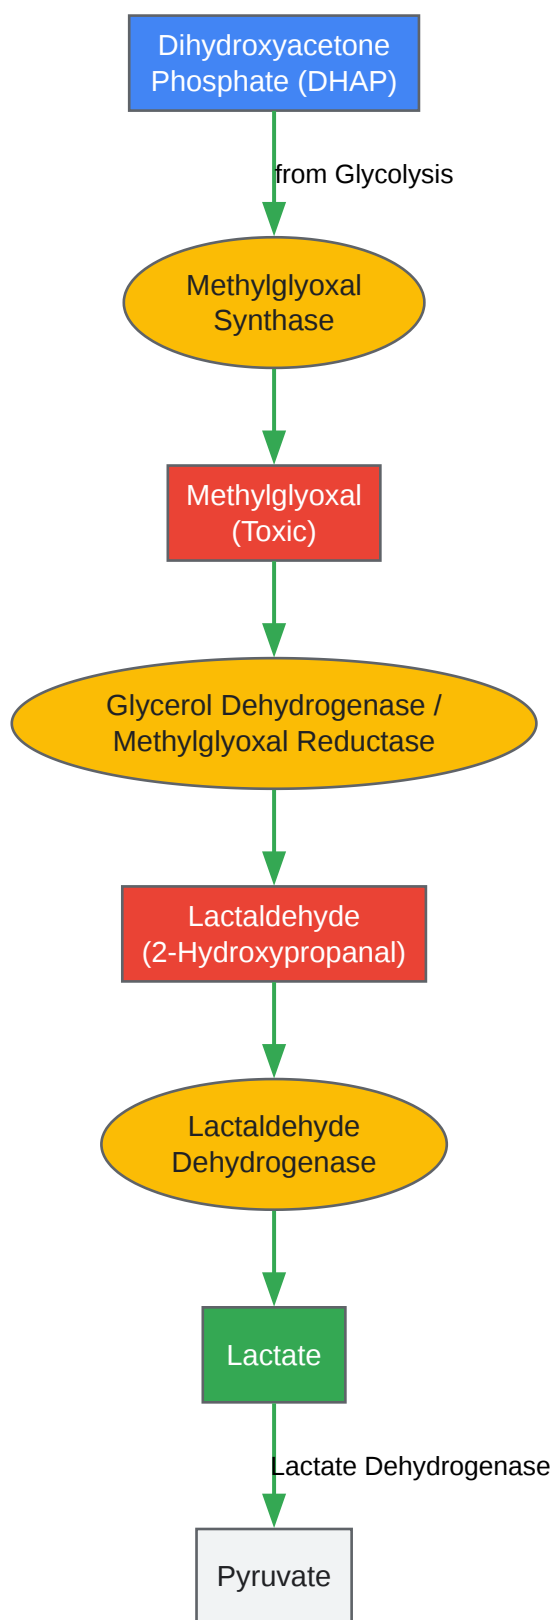 Dihydroxyacetone
Phosphate (DHAP)
from Glycolysis
Methylglyoxal
Synthase
Methylglyoxal
(Toxic)
Glycerol Dehydrogenase /
Methylglyoxal Reductase
Lactaldehyde
(2-Hydroxypropanal)
Lactaldehyde
Dehydrogenase
Lactate
Lactate Dehydrogenase
Pyruvate